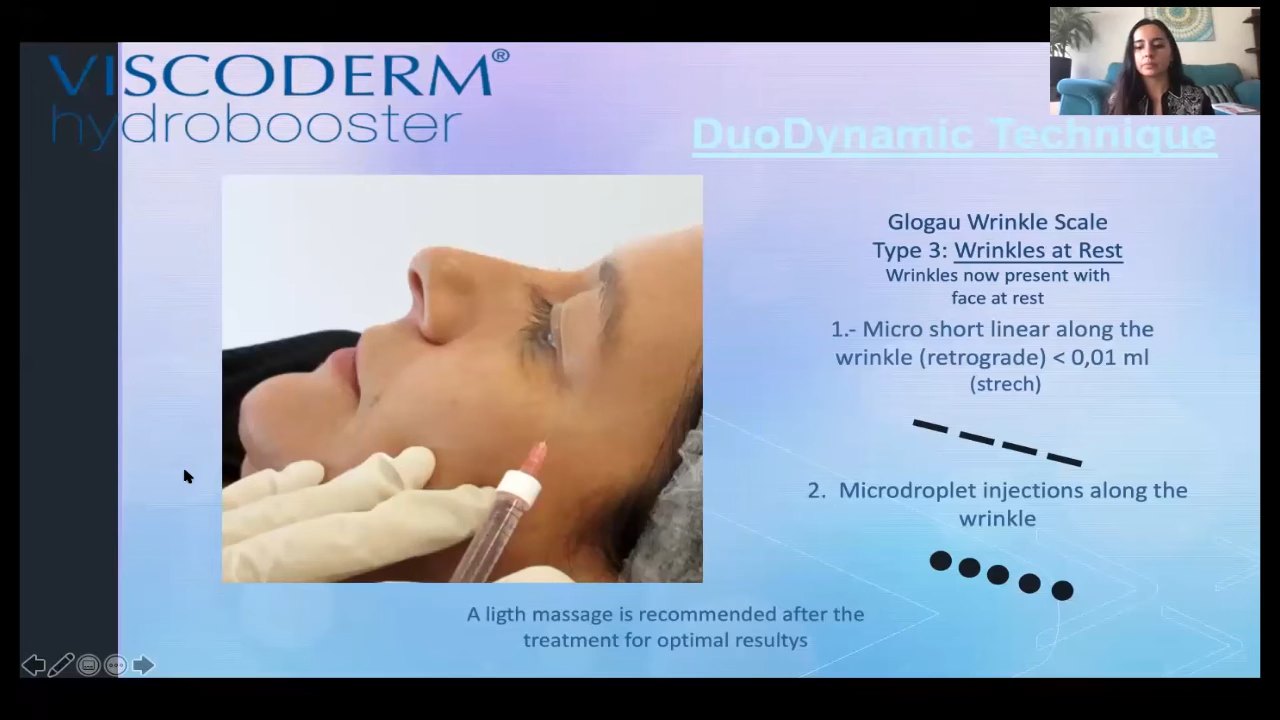 VISCODERM®
hydrobooster
DuoDynamic Technique
Glogau Wrinkle Scale
Type 3: Wrinkles at Rest
Wrinkles now present with
face at rest
1.- Micro short linear along the
wrinkle (retrograde) < 0,01 ml
(strech)
2. Microdroplet injections along the
wrinkle
A ligth massage is recommended after the
treatment for optimal resultys